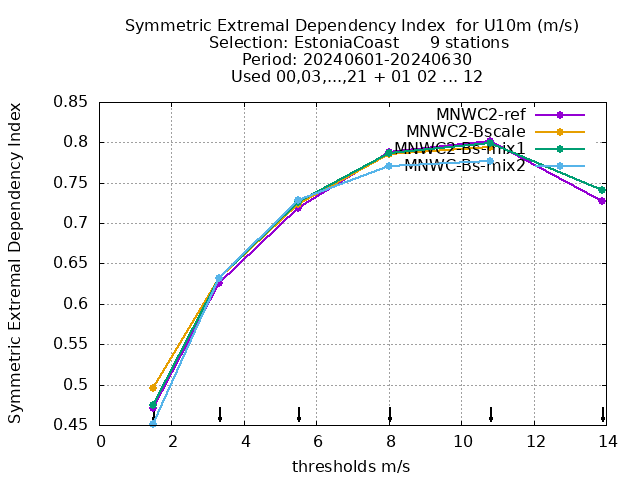 Symmetric Extremal Dependency Index  for U10m (m/s)
Selection: EstoniaCoast      9 stations
Period: 20240601-20240630
Used 00,03,...,21 + 01 02 ... 12
Symmetric Extremal Dependency Index
0.85
0.8
0.75
0.7
0.65
0.6
0.55
0.5
0.45
MNWC2-ref
MNWC2-Bscale
MNWC2-Bs-mix1
MNWC-Bs-mix2
0 2 4 6 8 10 12 14
thresholds m/s